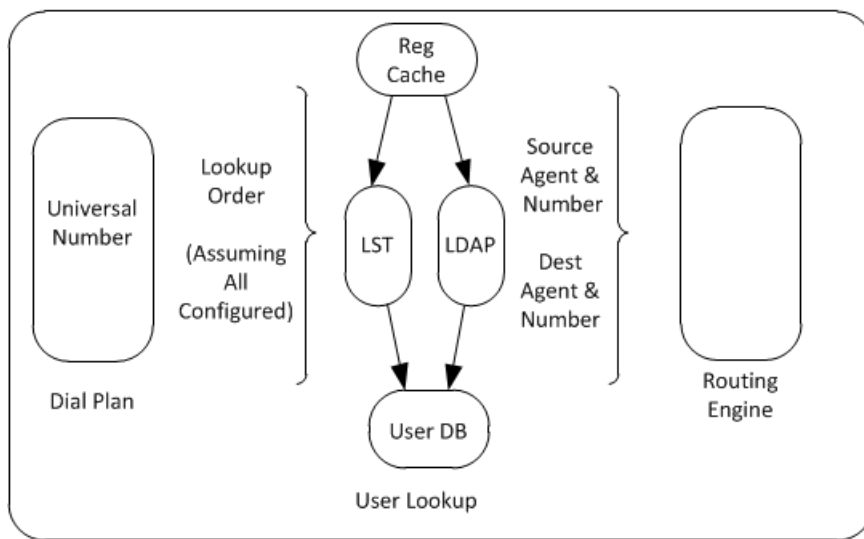 Reg
Cache
Universal
Number
Dial Plan
Lookup
Order
(Assuming
All
Configured)
LST
LDAP
User DB
User Lookup
Source
Agent &
Number
Dest
Agent &
Number
Routing
Engine